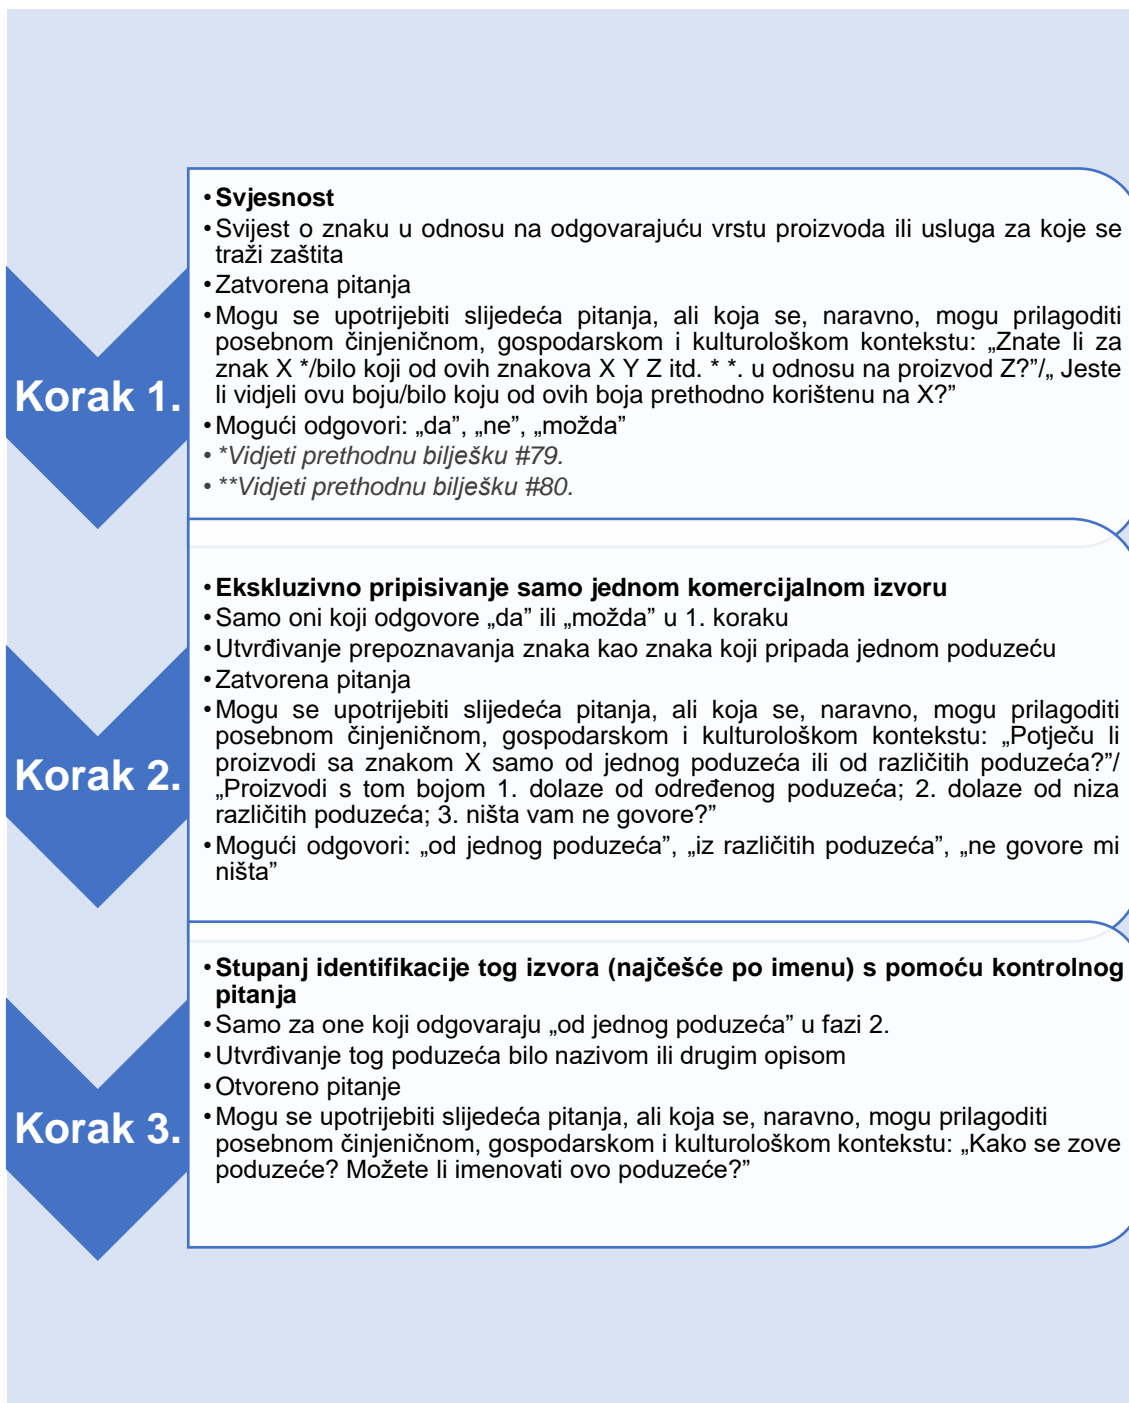 Korak 1.
• Svjesnost
• Svijest o znaku u odnosu na odgovarajuću vrstu proizvoda ili usluga za koje se
traži zaštita
• Zatvorena pitanja
• Mogu se upotrijebiti slijedeća pitanja, ali koja se, naravno, mogu prilagoditi
posebnom činjeničnom, gospodarskom i kulturološkom kontekstu: „Znate li za
znak X */bilo koji od ovih znakova X Y Z itd. * *. u odnosu na proizvod Z?”/„ Jeste
li vidjeli ovu boju/bilo koju od ovih boja prethodno korištenu na X?”
• Mogući odgovori: „da”, „ne”, „možda”
• *Vidjeti prethodnu bilješku #79.
• **Vidjeti prethodnu bilješku #80.
Korak 2.
• Ekskluzivno pripisivanje samo jednom komercijalnom izvoru
• Samo oni koji odgovore „da” ili „možda” u 1. koraku
• Utvrđivanje prepoznavanja znaka kao znaka koji pripada jednom poduzeću
• Zatvorena pitanja
• Mogu se upotrijebiti slijedeća pitanja, ali koja se, naravno, mogu prilagoditi
posebnom činjeničnom, gospodarskom i kulturološkom kontekstu: „Potječu li
proizvodi sa znakom X samo od jednog poduzeća ili od različitih poduzeća?”/
„Proizvodi s tom bojom 1. dolaze od određenog poduzeća; 2. dolaze od niza
različitih poduzeća; 3. ništa vam ne govore?”
• Mogući odgovori: „od jednog poduzeća”, „iz različitih poduzeća”, „ne govore mi
ništa”
Korak 3.
• Stupanj identifikacije tog izvora (najčešće po imenu) s pomoću kontrolnog
pitanja
• Samo za one koji odgovaraju „od jednog poduzeća” u fazi 2.
• Utvrđivanje tog poduzeća bilo nazivom ili drugim opisom
• Otvoreno pitanje
• Mogu se upotrijebiti slijedeća pitanja, ali koja se, naravno, mogu prilagoditi
posebnom činjeničnom, gospodarskom i kulturološkom kontekstu: „Kako se zove
poduzeće? Možete li imenovati ovo poduzeće?”